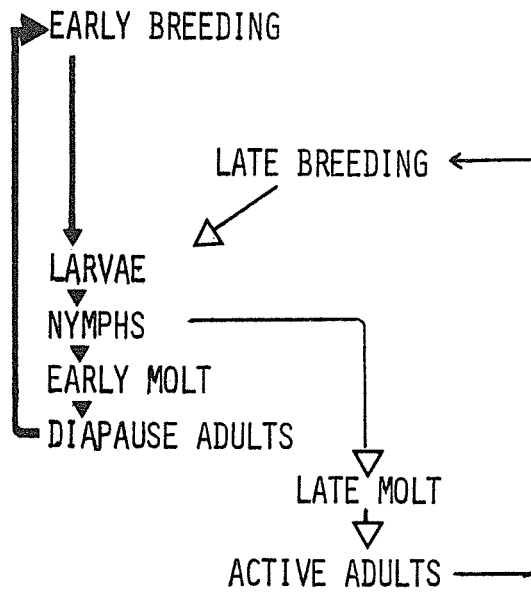 EARLY BREEDING
LATE BREEDING
LARVAE
NYMPHS
EARLY MOLT
DIAPAUSE ADULTS
LATE MOLT
ACTIVE ADULTS